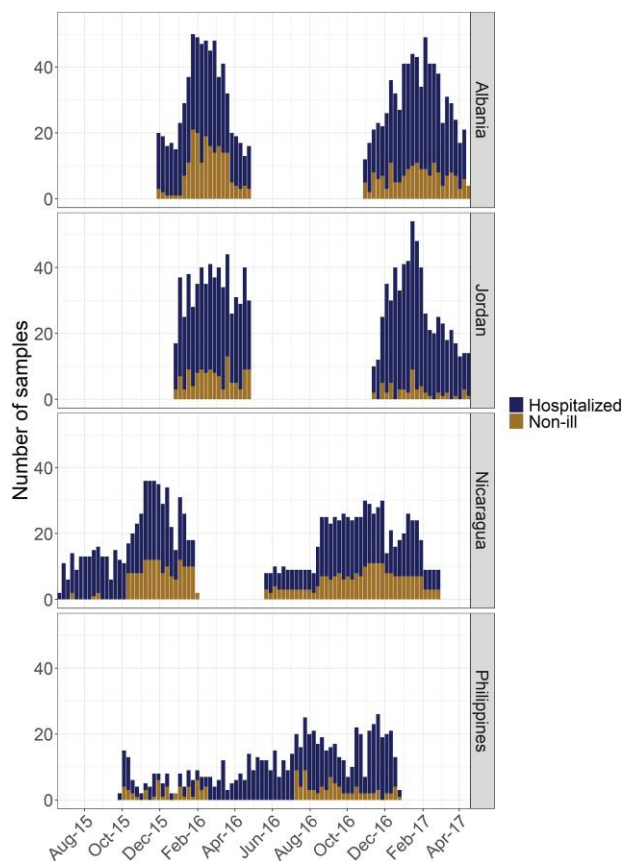 Number of samples
40
20
0
Albania
40
20
0
Jordan
40
20
0
Nicaragua
40
20
0
Philippines
Aug-15
Oct-15
Dec-15
Feb-16
Apr-16
Jun-16
Aug-16
Oct-16
Dec-16
Feb-17
Apr-17
Hospitalized
Non-ill